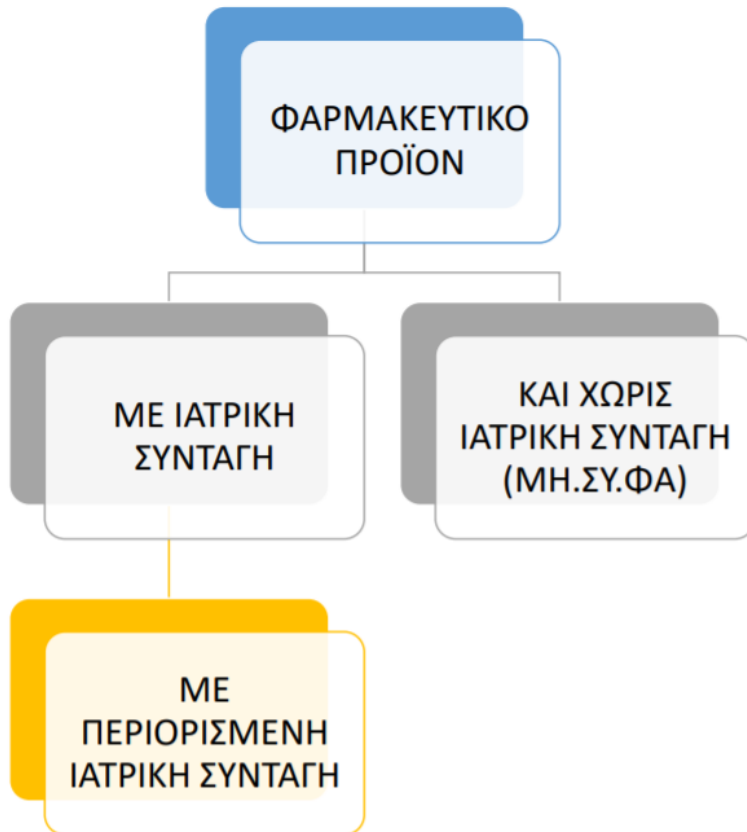 ΦΑΡΜΑΚΕΥΤΙΚΟ
ΠΡΟΪΟΝ
ΜΕ ΙΑΤΡΙΚΗ
ΣΥΝΤΑΓΗ
ΚΑΙ ΧΩΡΙΣ
ΙΑΤΡΙΚΗ ΣΥΝΤΑΓΗ
(ΜΗ.ΣΥ.ΦΑ)
ΜΕ
ΠΕΡΙΟΡΙΣΜΕΝΗ
ΙΑΤΡΙΚΗ ΣΥΝΤΑΓΗ